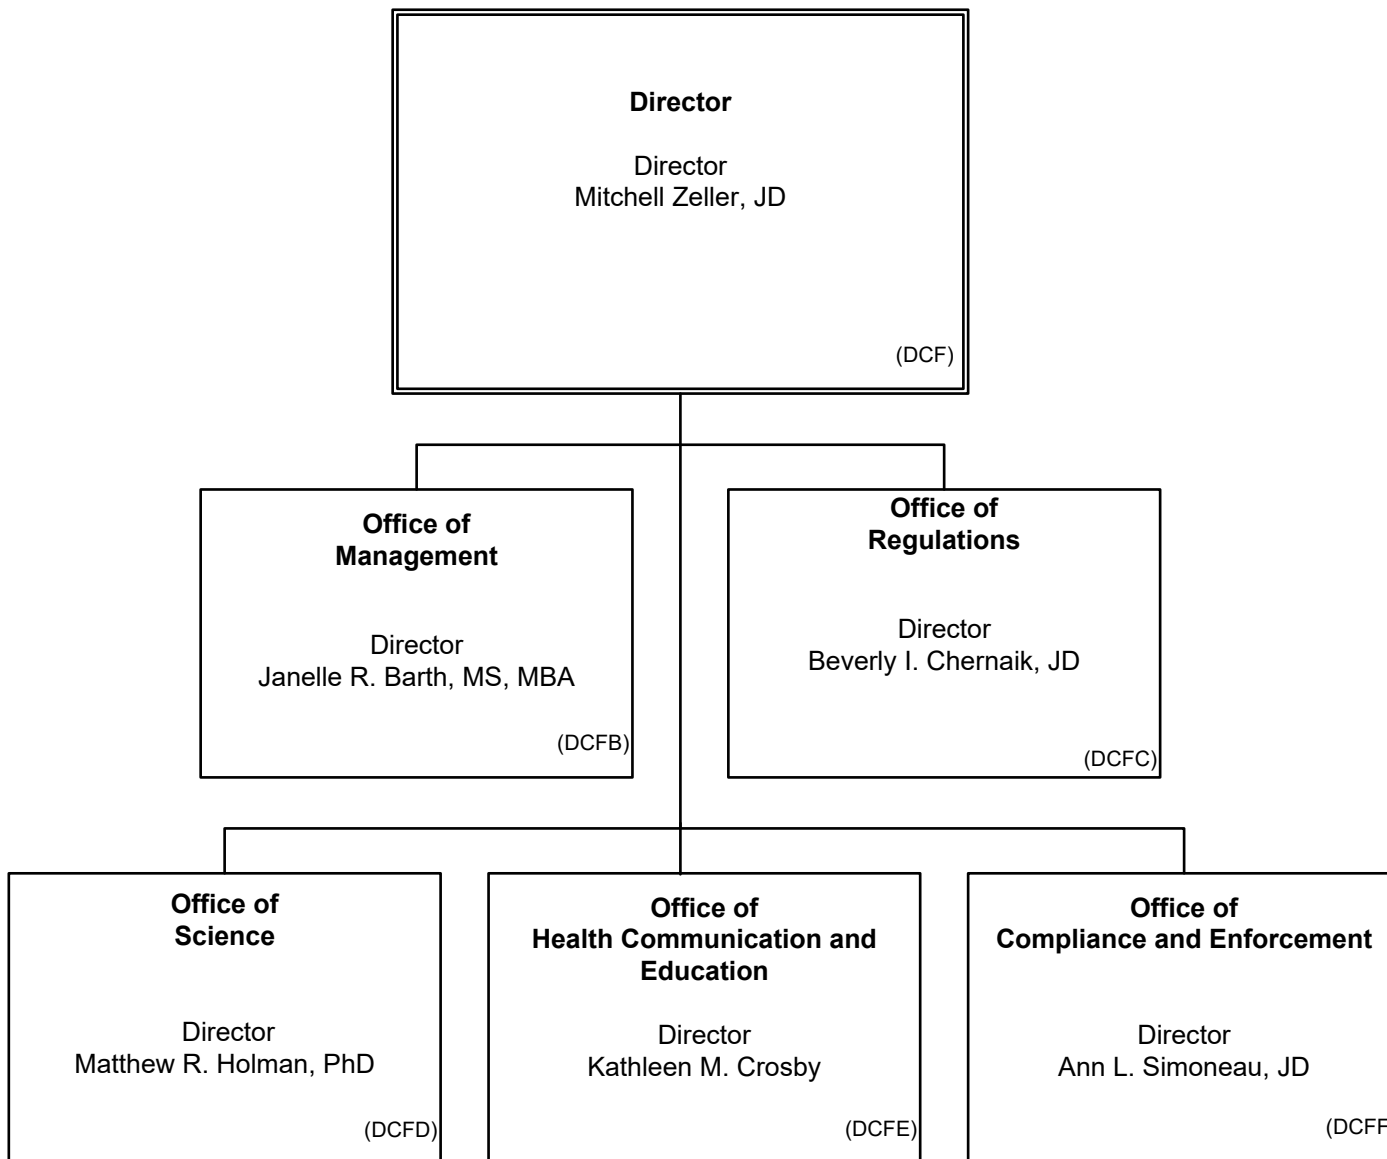 Director
Director
Mitchell Zeller, JD
(DCF)
Office of
Management
Director
Janelle R. Barth, MS, MBA
(DCFB)
Office of
Regulations
Director
Beverly I. Chernaik, JD
(DCFC)
Office of
Science
Director
Matthew R. Holman, PhD
(DCFD)
Office of
Health Communication and
Education
Director
Kathleen M. Crosby
(DCFE)
Office of
Compliance and Enforcement
Director
Ann L. Simoneau, JD
(DCFF